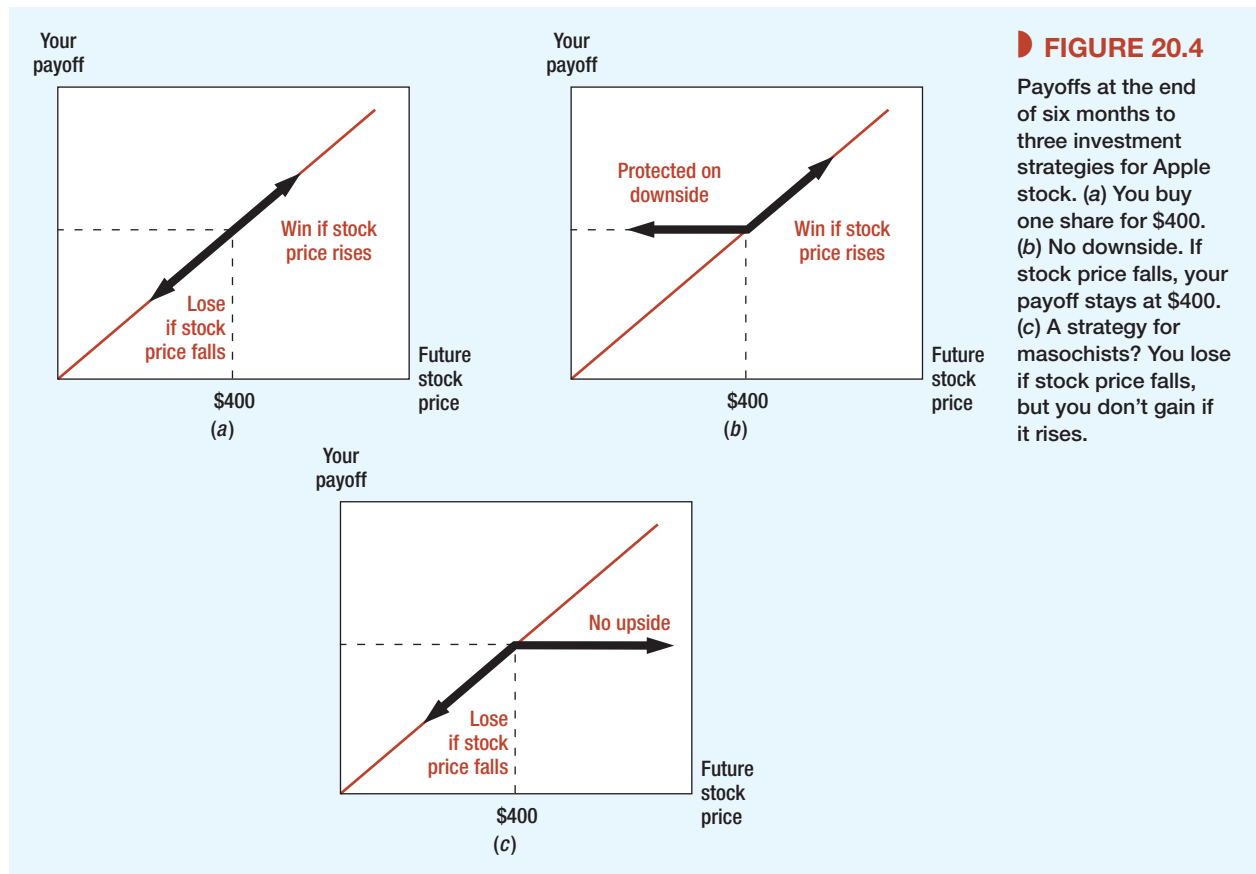 Your
payoff
Win if stock
price rises
Lose
if stock
price falls
Future
stock
price
$400
(a)
Your
payoff
Protected on
downside
Win if stock
price rises
Future
stock
price
$400
(b)
Your
payoff
No upside
Lose
if stock
price falls
Future
stock
price
$400
(c)
FIGURE 20.4
Payoffs at the end
of six months to
three investment
strategies for Apple
stock. (a) You buy
one share for $400.
(b) No downside. If
stock price falls, your
payoff stays at $400.
(c) A strategy for
masochists? You lose
if stock price falls,
but you don’t gain if
it rises.